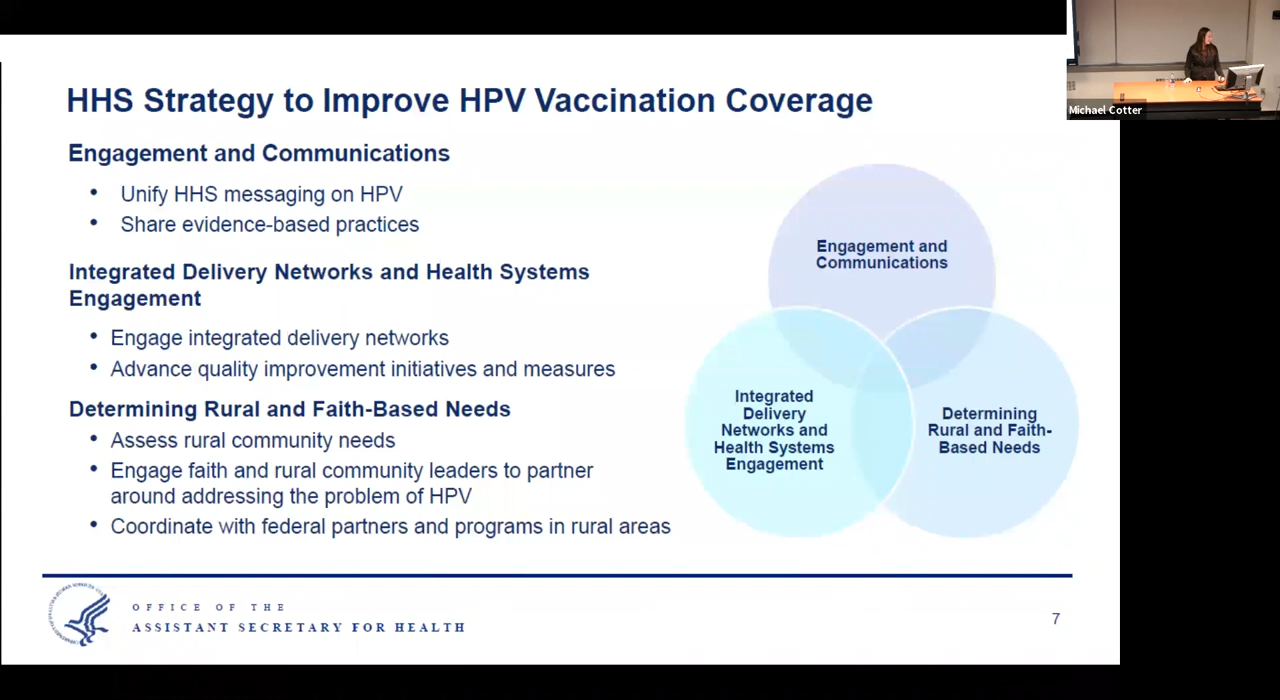 HHS Strategy to Improve HPV Vaccination Coverage
Engagement and Communications
• Unify HHS messaging on HPV
• Share evidence-based practices
Integrated Delivery Networks and Health Systems
Engagement
• Engage integrated delivery networks
• Advance quality improvement initiatives and measures
Determining Rural and Faith-Based Needs
• Assess rural community needs
• Engage faith and rural community leaders to partner
around addressing the problem of HPV
• Coordinate with federal partners and programs in rural areas
Engagement and
Communications
Integrated
Delivery
Networks and
Health Systems
Engagement
Determining
Rural and Faith-
Based Needs
OFFICE OF THE
ASSISTANT SECRETARY FOR HEALTH
7
Michael Cotter